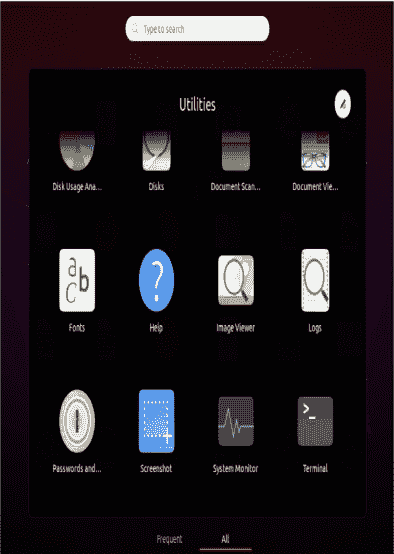 Type to search
Utilities
Disk Usage Ana...
Disks
Document Scan...
Document Vie...
a
b
C
Fonts
?
Help
Image Viewer
Logs
Passwords and...
Screenshot
System Monitor
>_
Terminal
Frequent
All